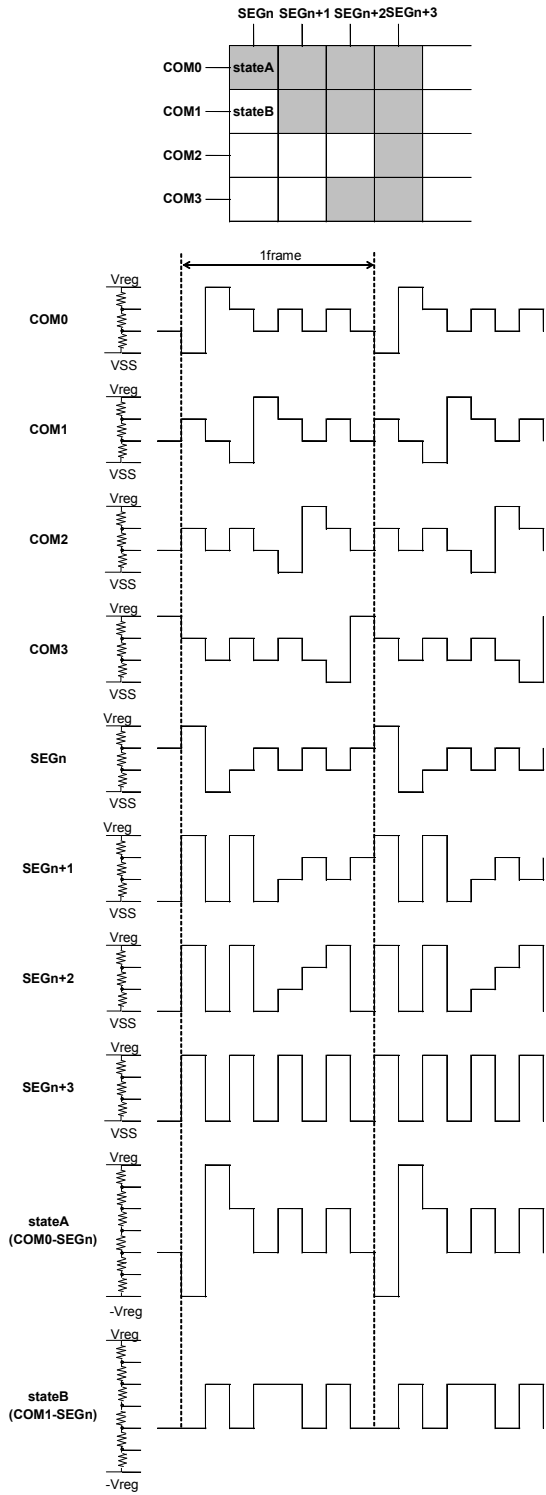 SEGn SEGn+1 SEGn+2 SEGn+3
COM0 stateA
COM1 stateB
COM2
COM3
1frame
Vreg
COM0
VSS
Vreg
COM1
VSS
Vreg
COM2
VSS
Vreg
COM3
VSS
Vreg
SEGn
VSS
Vreg
SEGn+1
VSS
Vreg
SEGn+2
VSS
Vreg
SEGn+3
VSS
Vreg
stateA
(COM0-SEGn)
-Vreg
Vreg
stateB
(COM1-SEGn)
-Vreg